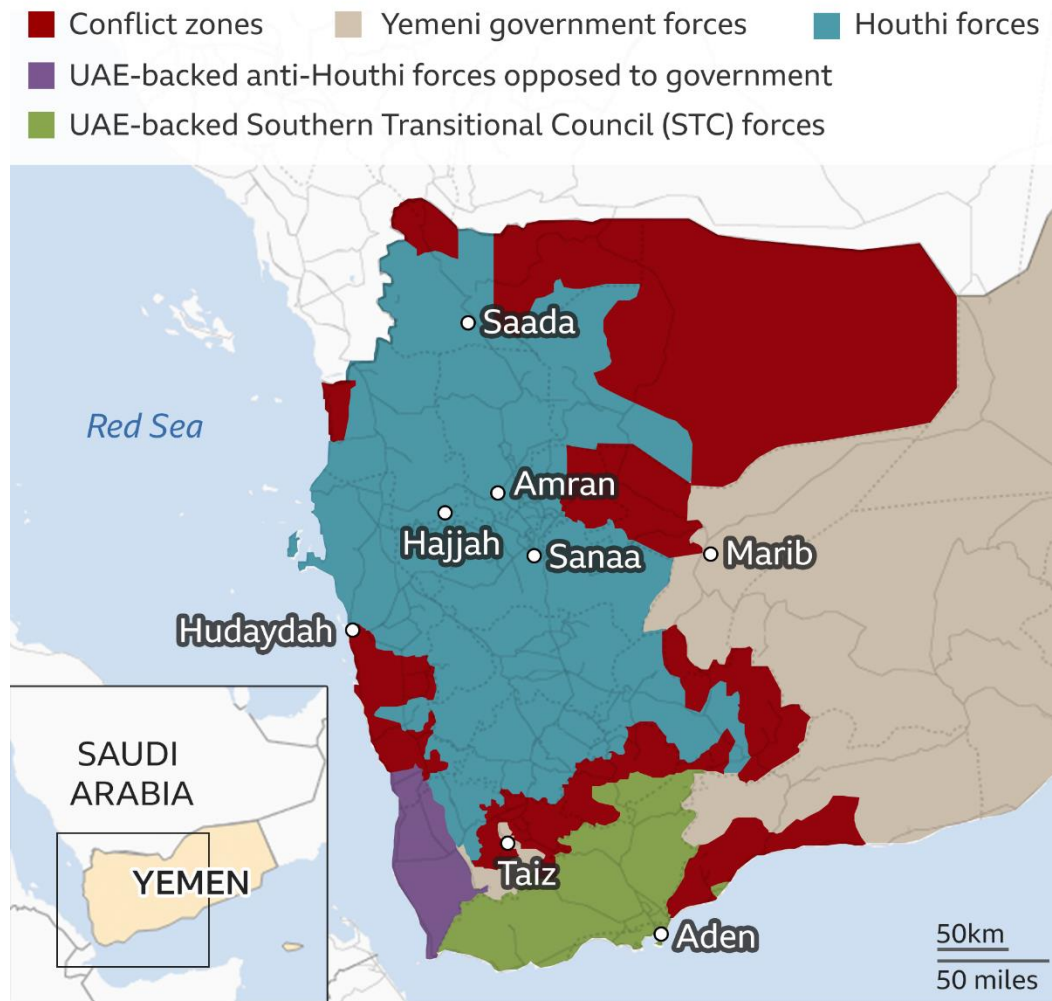 Conflict zones
Yemeni government forces
Houthi forces
UAE-backed anti-Houthi forces opposed to government
UAE-backed Southern Transitional Council (STC) forces
Saada
Red Sea
Amran
Hajjah
Sanaa
Marib
Hudaydah
SAUDI
ARABIA
YEMEN
Taiz
Aden
50km
50 miles